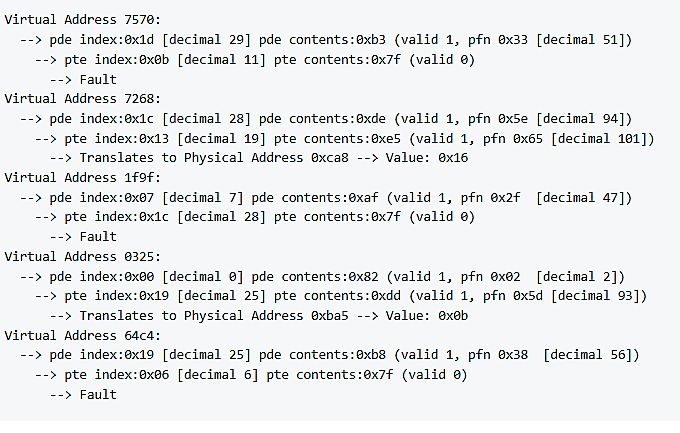 Virtual Address 7570:
--> pde index:0x1d [decimal 29] pde contents:0xb3 (valid 1, pfn 0x33 [decimal 51])
--> pte index:0x0b [decimal 11] pte contents:0x7f (valid 0)
--> Fault
Virtual Address 7268:
--> pde index:0x1c [decimal 28] pde contents:0xde (valid 1, pfn 0x5e [decimal 94])
--> pte index:0x13 [decimal 19] pte contents:0xe5 (valid 1, pfn 0x65 [decimal 101])
--> Translates to Physical Address 0xca8 --> Value: 0x16
Virtual Address 1f9f:
--> pde index:0x07 [decimal 7] pde contents:0xaf (valid 1, pfn 0x2f  [decimal 47])
--> pte index:0x1c [decimal 28] pte contents:0x7f (valid 0)
--> Fault
Virtual Address 0325:
--> pde index:0x00 [decimal 0] pde contents:0x82 (valid 1, pfn 0x02  [decimal 2])
--> pte index:0x19 [decimal 25] pte contents:0xdd (valid 1, pfn 0x5d [decimal 93])
--> Translates to Physical Address 0xba5 --> Value: 0x0b
Virtual Address 64c4:
--> pde index:0x19 [decimal 25] pde contents:0xb8 (valid 1, pfn 0x38  [decimal 56])
--> pte index:0x06 [decimal 6] pte contents:0x7f (valid 0)
--> Fault